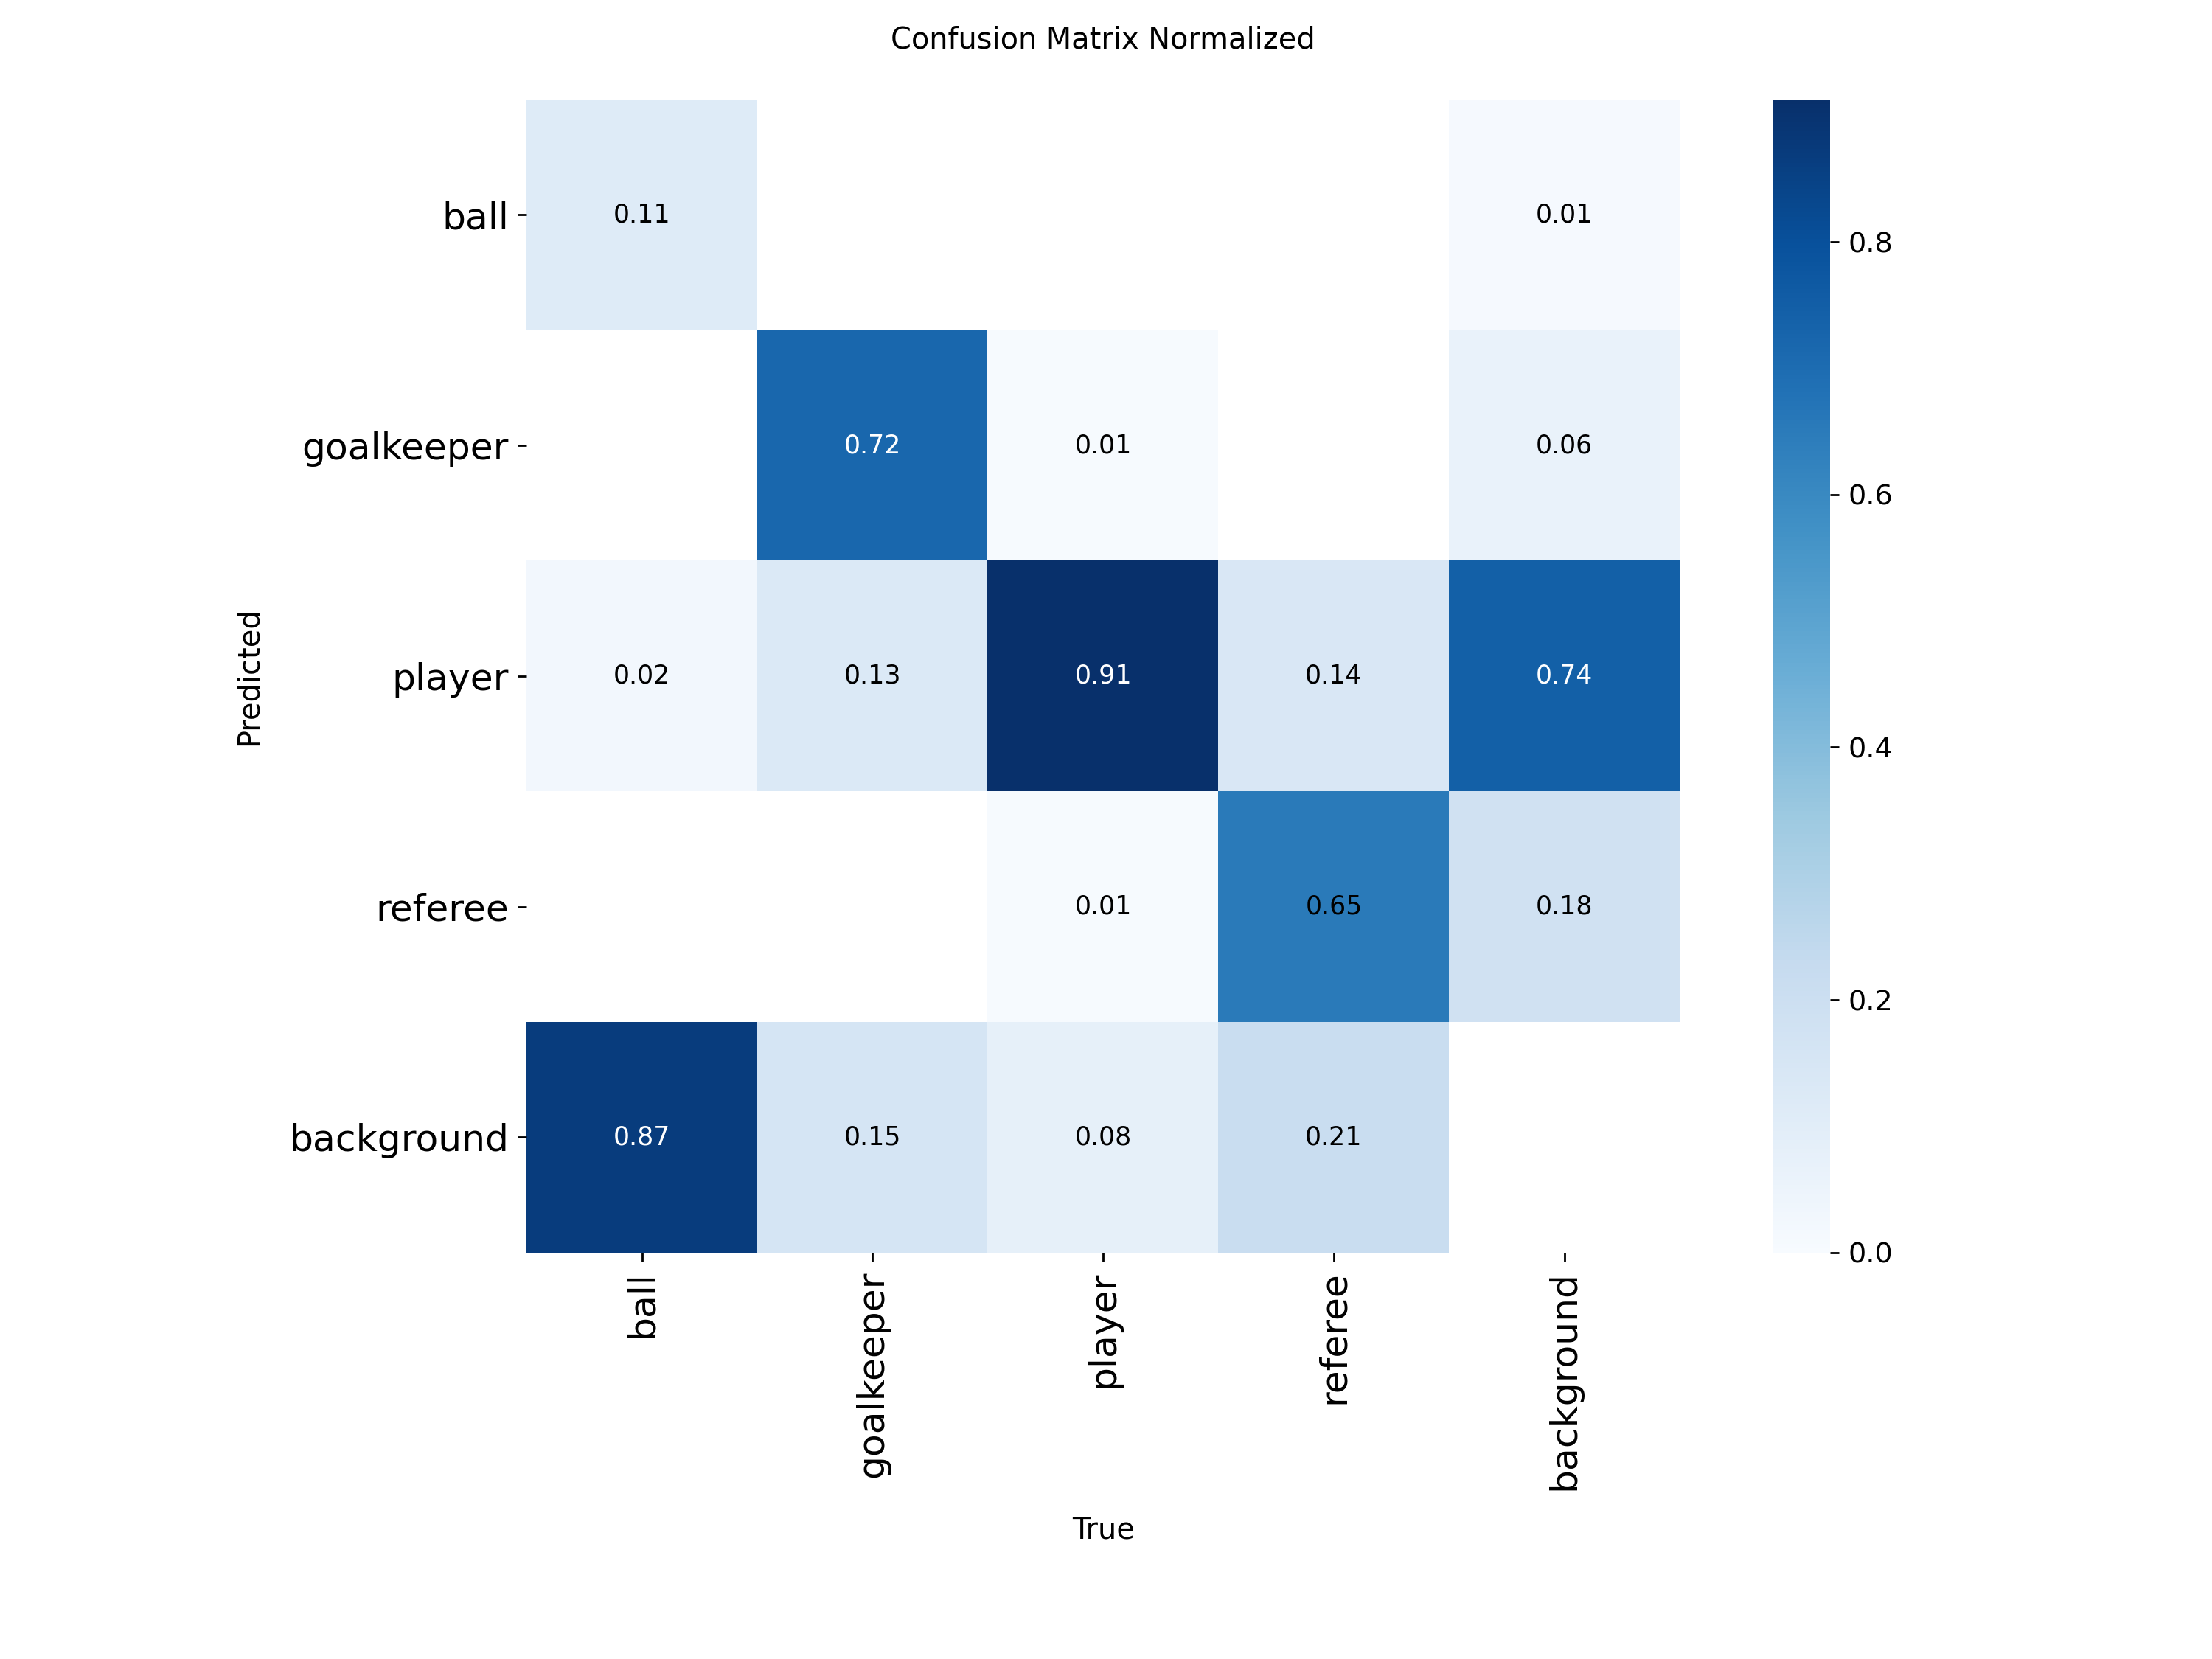 Confusion Matrix Normalized
ball
0.11
0.01
0.8
goalkeeper
0.72
0.01
0.06
0.6
Predicted
player
0.02
0.13
0.91
0.14
0.74
0.4
referee
0.01
0.65
0.18
0.2
background
0.87
0.15
0.08
0.21
0.0
ball
goalkeeper
player
referee
background
True